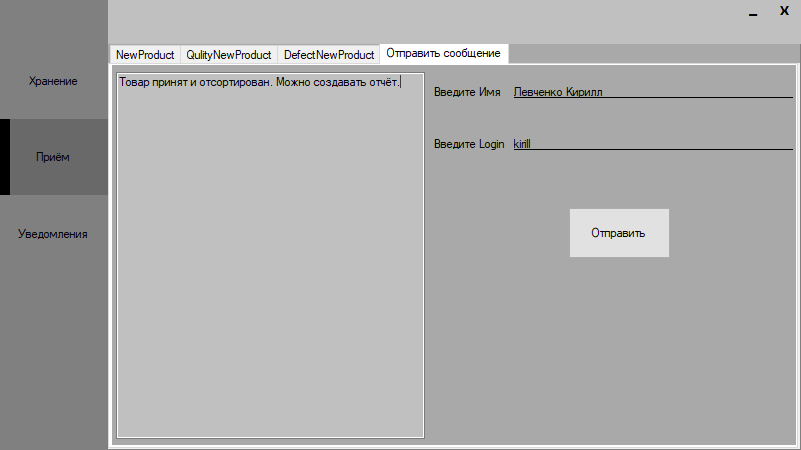 _ X
NewProduct QulityNewProduct DefectNewProduct Отправить сообщение
Хранение
Приём
Уведомления
Товар принят и отсортирован. Можно создавать отчёт.
Введите Имя Певченко Кирилл
Введите Login kirill
Отправить